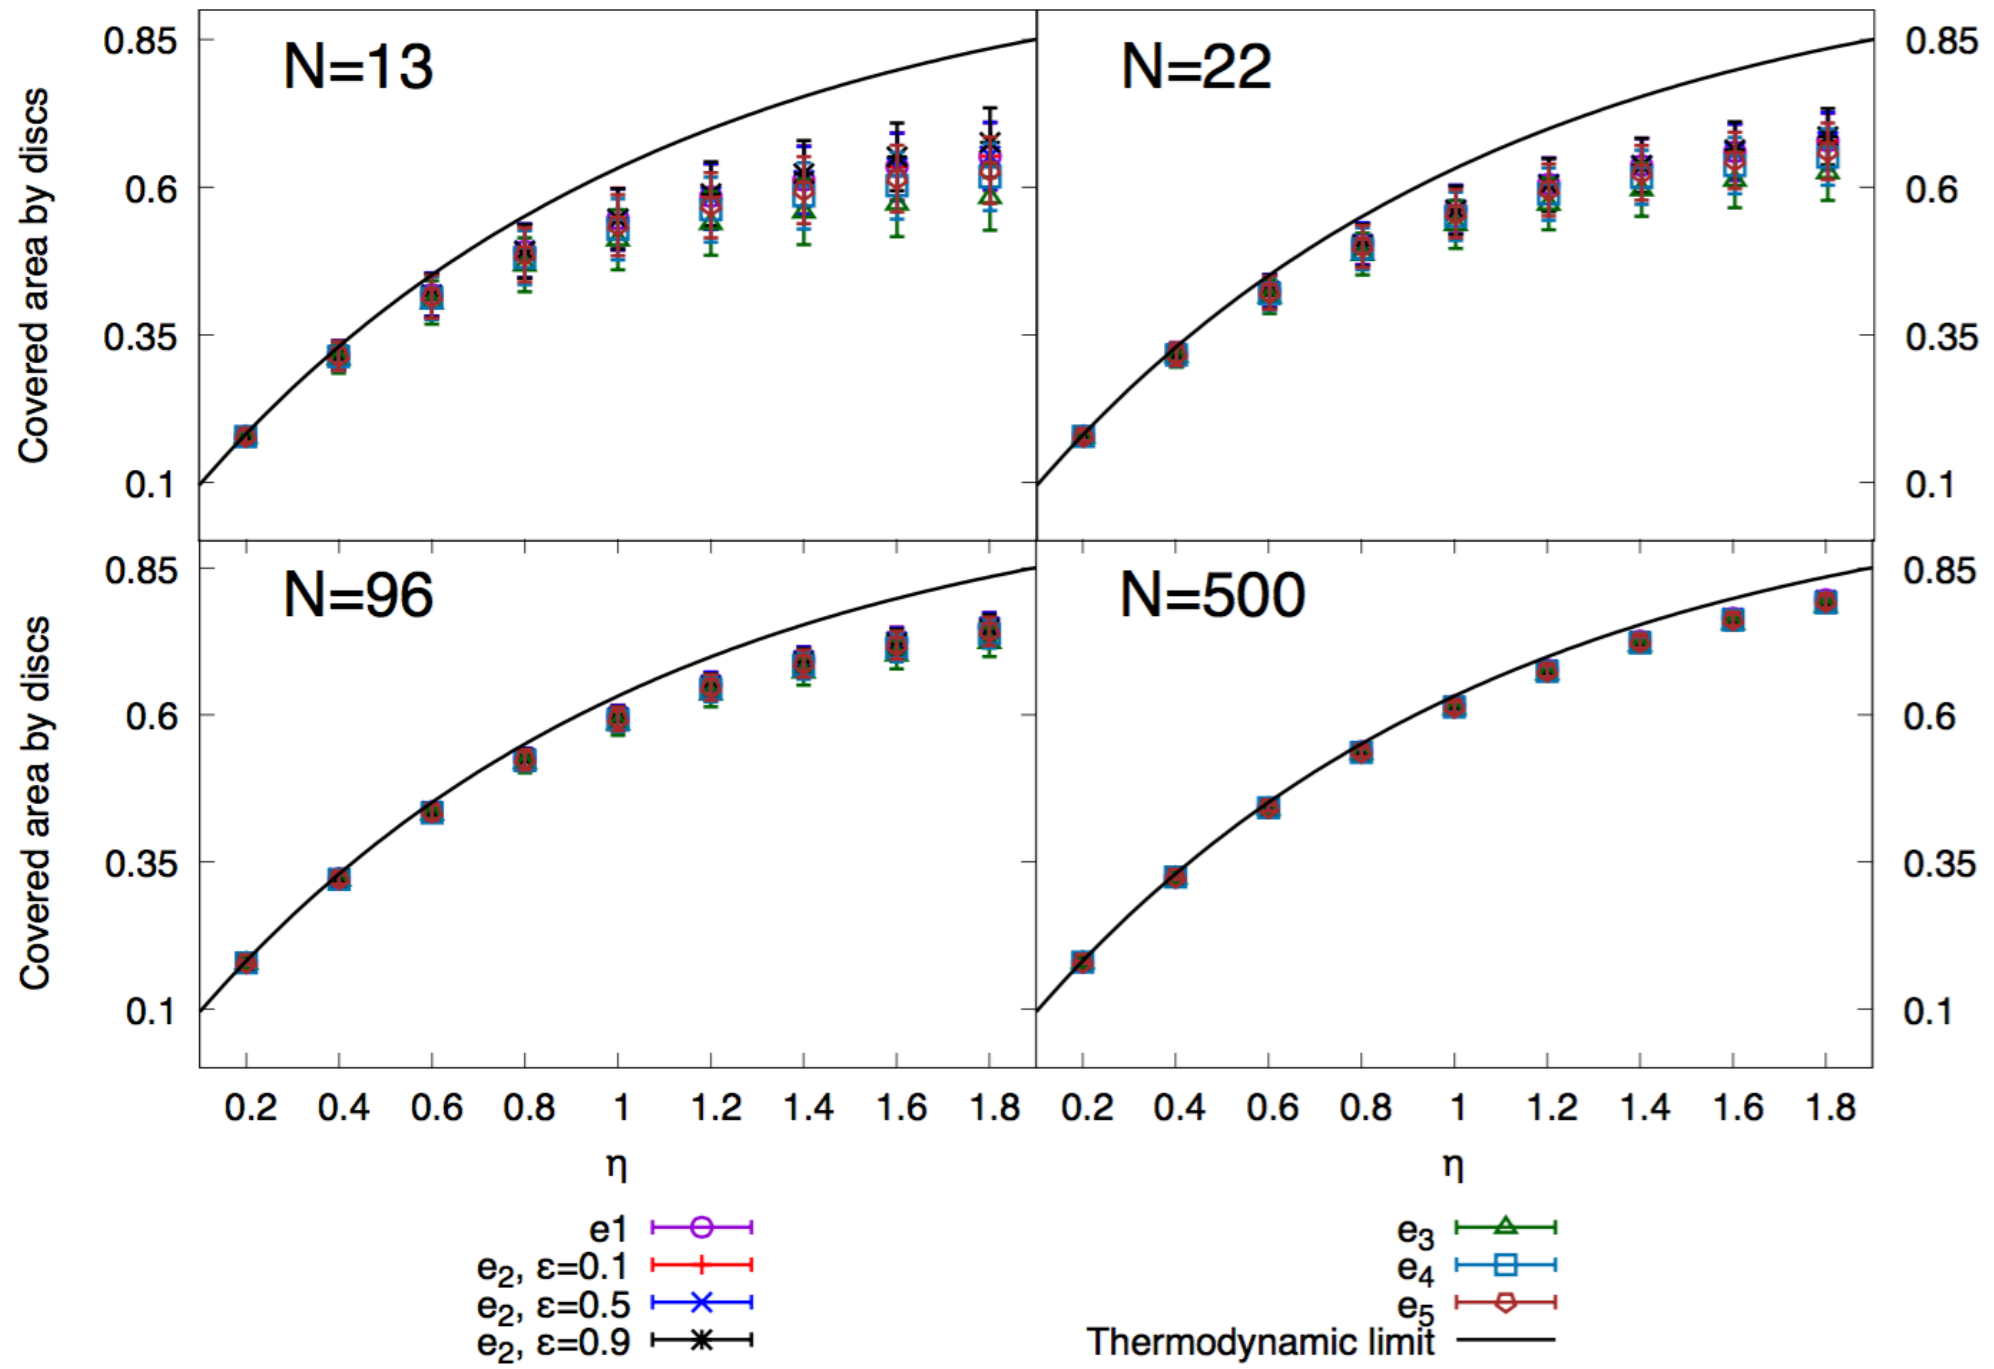 N=13
N=22
0.85
0.6
0.35
0.1
Covered area by discs
0.85
0.6
0.35
0.1
N=96
N=500
0.85
0.6
0.35
0.1
Covered area by discs
0.85
0.6
0.35
0.1
0.2 0.4 0.6 0.8 1 1.2 1.4 1.6 1.8
0.2 0.4 0.6 0.8 1 1.2 1.4 1.6 1.8
η
η
e1
e₂, ε=0.1
e₂, ε=0.5
e₂, ε=0.9
e₃
e₄
e₅
Thermodynamic limit